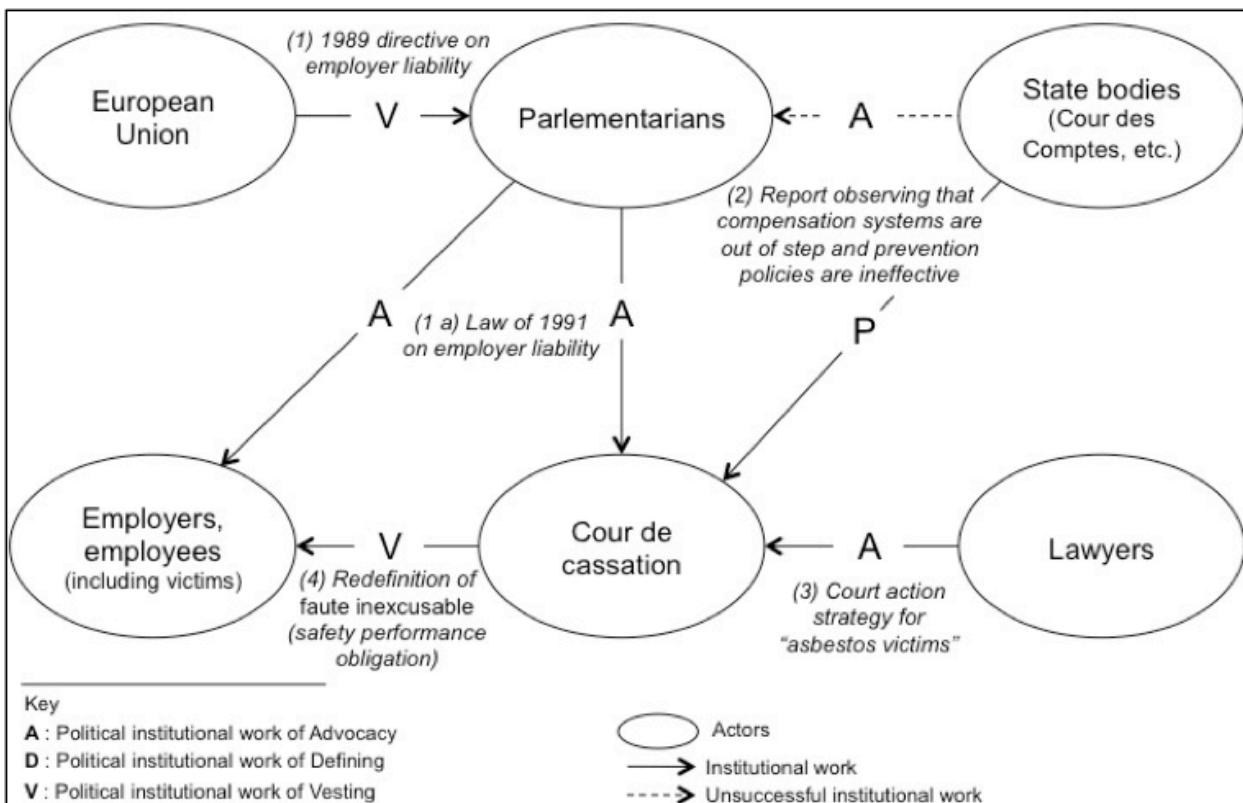 (1) 1989 directive on
employer liability
European
Union
V
Parlementarians
A
State bodies
(Cour des
Comptes, etc.)
(2) Report observing that
compensation systems are
out of step and prevention
policies are ineffective
A
(1 a) Law of 1991
on employer liability
A
P
Employers,
employees
(including victims)
V
(4) Redefinition of
faute inexcusable
(safety performance
obligation)
Cour de
cassation
A
(3) Court action
strategy for
“asbestos victims”
Lawyers
Key
A : Political institutional work of Advocacy
D : Political institutional work of Defining
V : Political institutional work of Vesting
Actors
Institutional work
Unsuccessful institutional work